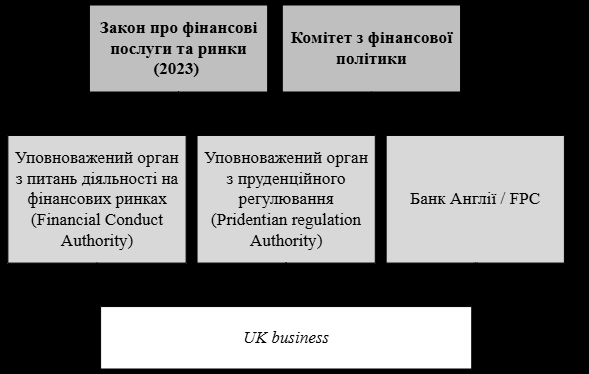 Закон про фінансові
послуги та ринки
(2023)
Комітет з фінансової
політики
Уповноважений орган
з питань діяльності на
фінансових ринках
(Financial Conduct
Authority)
Уповноважений орган
з пруденційного
регулювання
(Pridentian regulation
Authority)
Банк Англії / FPC
UK business